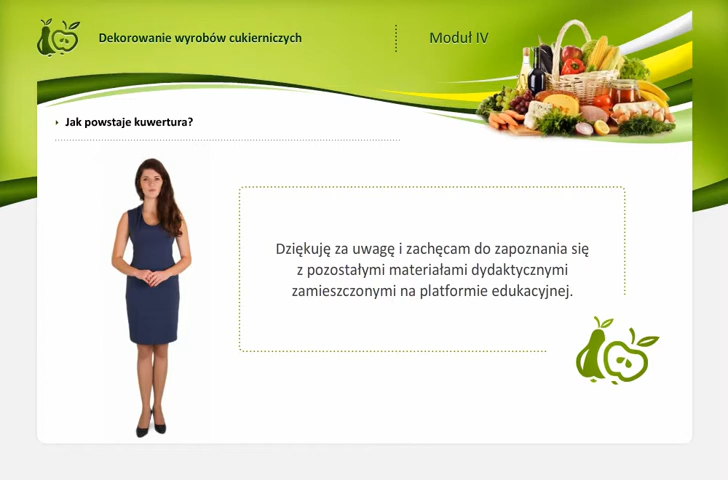 Dekorowanie wyrobów cukierniczych
Moduł IV
Jak powstaje kuwertura?
Dziękuję za uwagę i zachęcam do zapoznania się
z pozostałymi materiałami dydaktycznymi
zamieszczonymi na platformie edukacyjnej.